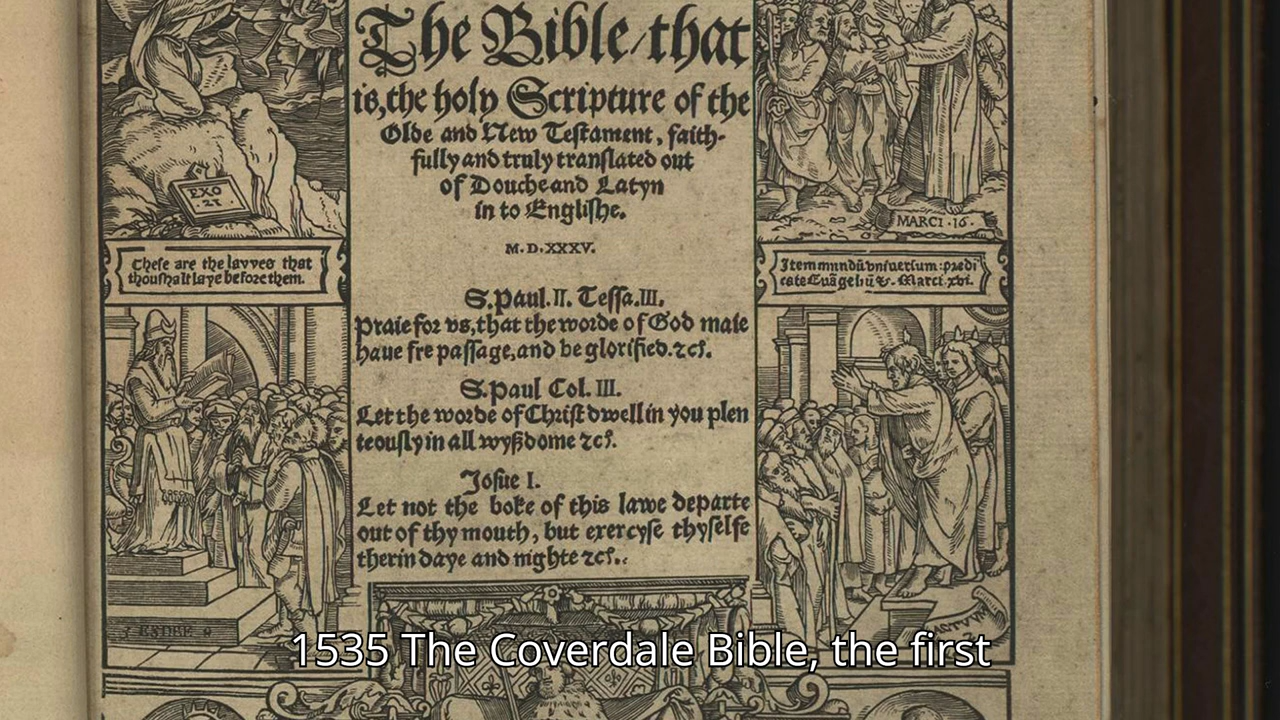 The Bible/that
is, the holy Scripture of the
Olde and New Testament, faith-
fully and truly translated out
of Douche and Latyn
in to Englishe.
M.D.XXXV.
S. Paul. II. Tessa. III.
Praie for vs, that the worde of God maie
haue fre passage, and be glorified. ⁊cꝭ.
S. Paul Col. III.
Let the worde of Christ dwell in you plen
teously in all wyßdome ⁊cꝭ.
Josue I.
Let not the boke of this lawe departe
out of thy mouth, but exercyse thyselfe
therin daye and nighte ⁊cꝭ.
EXO
.21
These are the lawes that
thou shalt laye before them.
MARCI .16
Item mundū vniuersum: predi
cate Euāgeliū &. Marci. xvi.
1535 The Coverdale Bible, the first